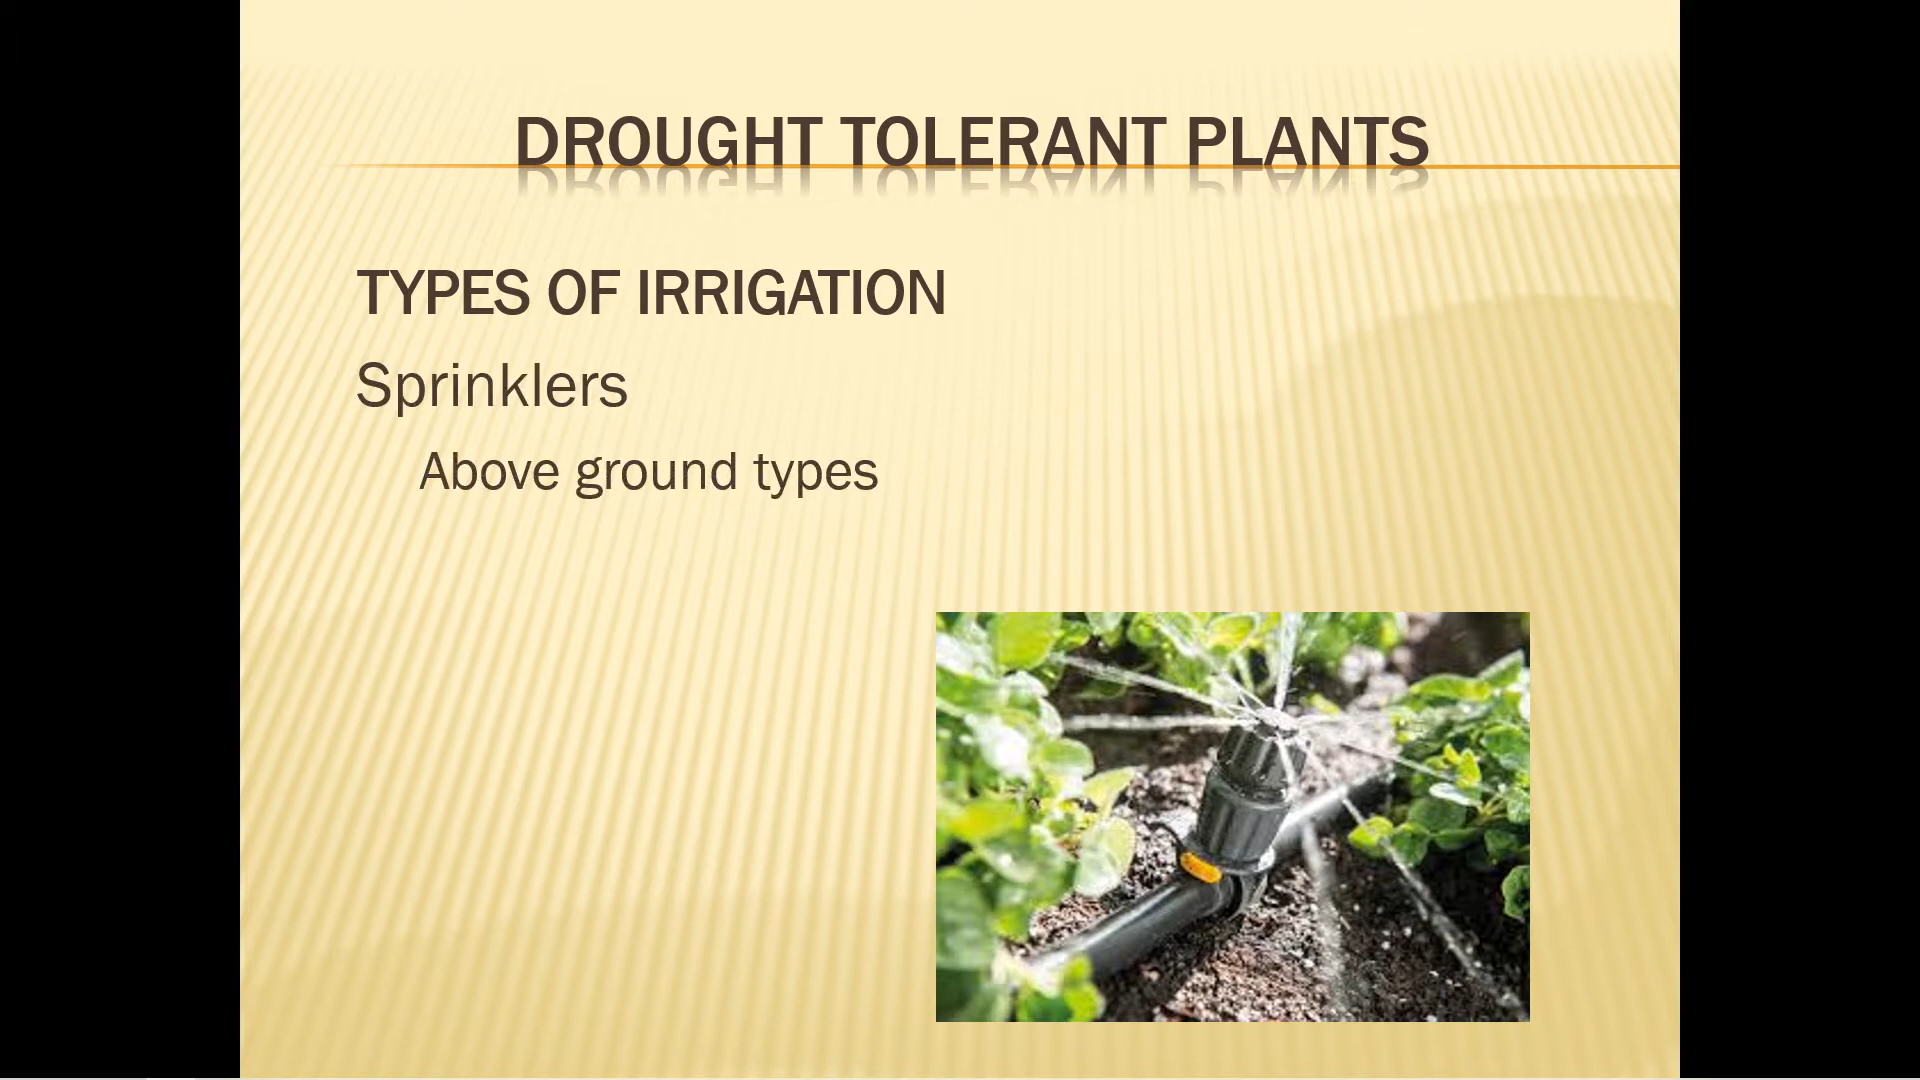 DROUGHT TOLERANT PLANTS
TYPES OF IRRIGATION
Sprinklers
Above ground types